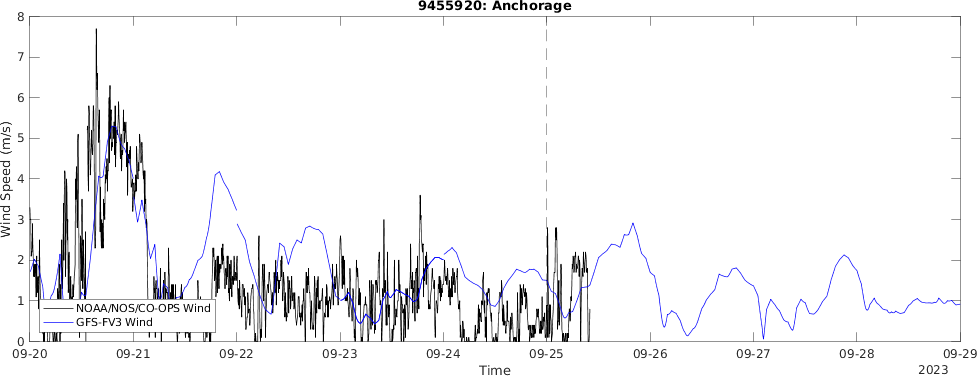 9455920: Anchorage
8
7
6
5
4
3
2
1
0
Wind Speed (m/s)
NOAA/NOS/CO-OPS Wind
GFS-FV3 Wind
09-20 09-21 09-22 09-23 09-24 09-25 09-26 09-27 09-28 09-29
Time
2023